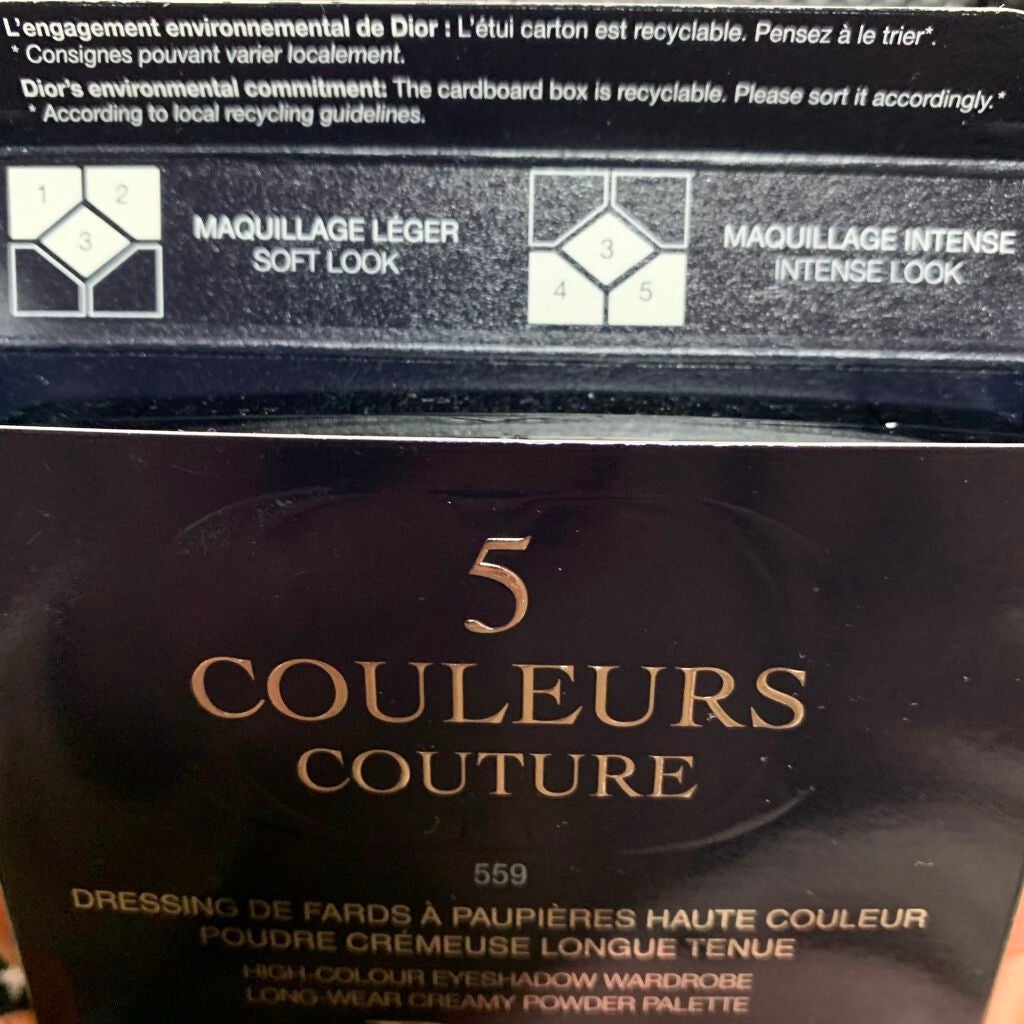 L'engagement environnemental de Dior : L'étui carton est recyclable. Pensez à le trier*.
* Consignes pouvant varier localement.
Dior's environmental commitment: The cardboard box is recyclable. Please sort it accordingly.*
* According to local recycling guidelines.
1 2
3
MAQUILLAGE LÉGER
SOFT LOOK
3
4 5
MAQUILLAGE INTENSE
INTENSE LOOK
5
COULEURS
COUTURE
559
DRESSING DE FARDS À PAUPIÈRES HAUTE COULEUR
POUDRE CRÉMEUSE LONGUE TENUE
HIGH-COLOUR EYESHADOW WARDROBE
LONG-WEAR CREAMY POWDER PALETTE